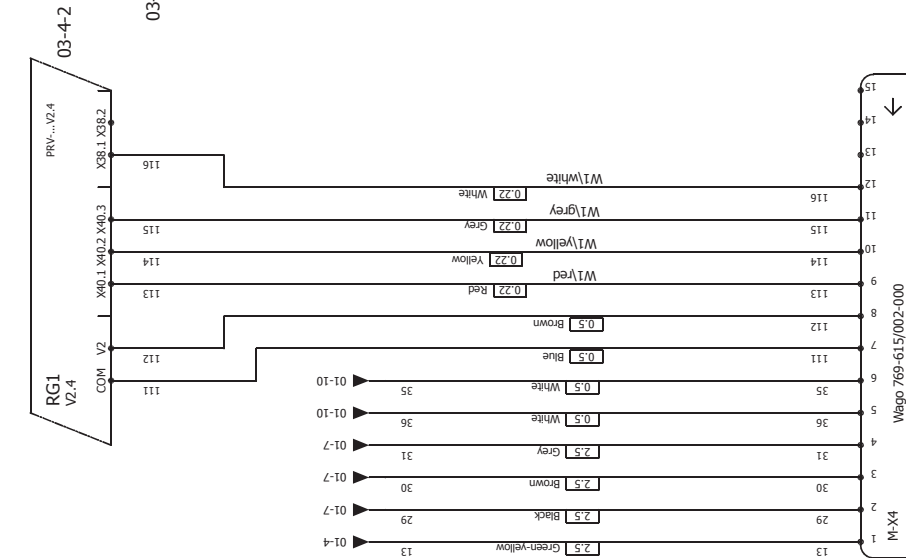 03-4-2
03-
PRV-...V2.4
RG1
V2.4
X38.2
X38.1
X40.3
X40.2
X40.1
V2
COM
15
14
13
116 W1\white White 0.22 116 12
115 W1\grey Grey 0.22 115 11
114 W1\yellow Yellow 0.22 114 10
113 W1\red Red 0.22 113 9
112 Brown 0.5 112 8
111 Blue 0.5 111 7
01-10 35 White 0.5 35 6
01-10 36 White 0.5 36 5
01-7 31 Grey 2.5 31 4
01-7 30 Brown 2.5 30 3
01-7 29 Black 2.5 29 2
01-4 13 Green-yellow 2.5 13 1
Wago 769-615/002-000
M-X4